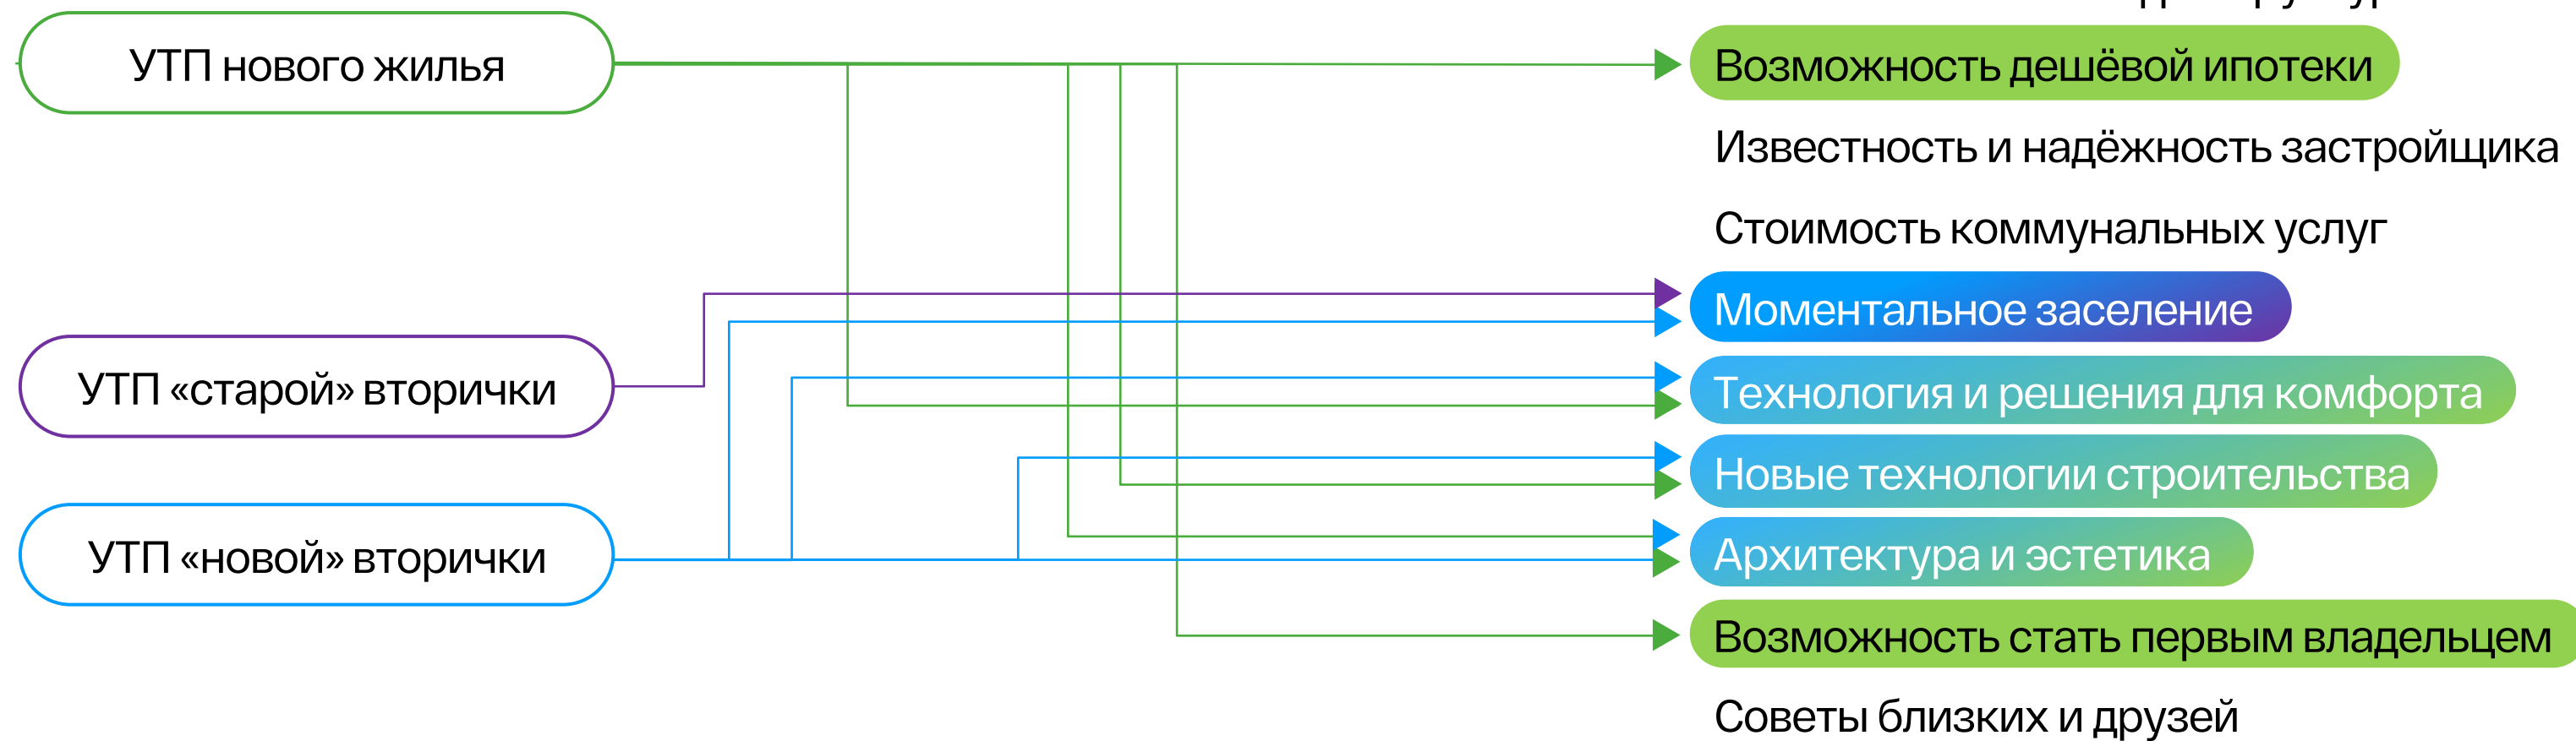 УТП нового жилья
Возможность дешёвой ипотеки
Известность и надёжность застройщика
Стоимость коммунальных услуг
Моментальное заселение
УТП «старой» вторички
Технология и решения для комфорта
Новые технологии строительства
УТП «новой» вторички
Архитектура и эстетика
Возможность стать первым владельцем
Советы близких и друзей